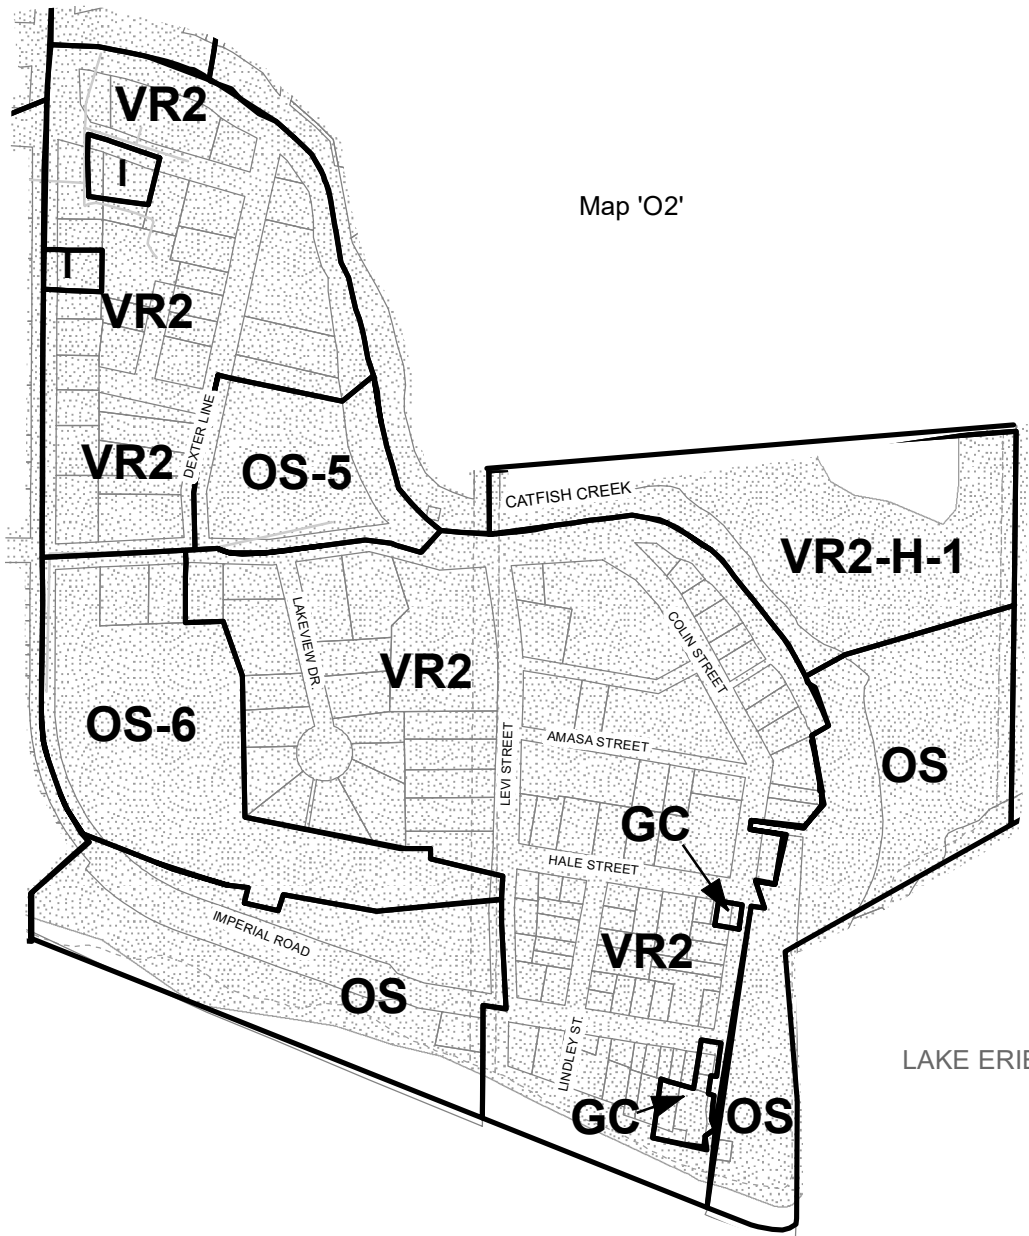 VR2
I
Map 'O2'
I
VR2
DEXTER LINE
VR2
OS-5
CATFISH CREEK
VR2-H-1
LAKEVIEW DR
COLIN STREET
VR2
OS-6
LEVI STREET
AMASA STREET
OS
GC
HALE STREET
IMPERIAL ROAD
VR2
OS
LINDLEY ST
LAKE ERIE
GC
OS